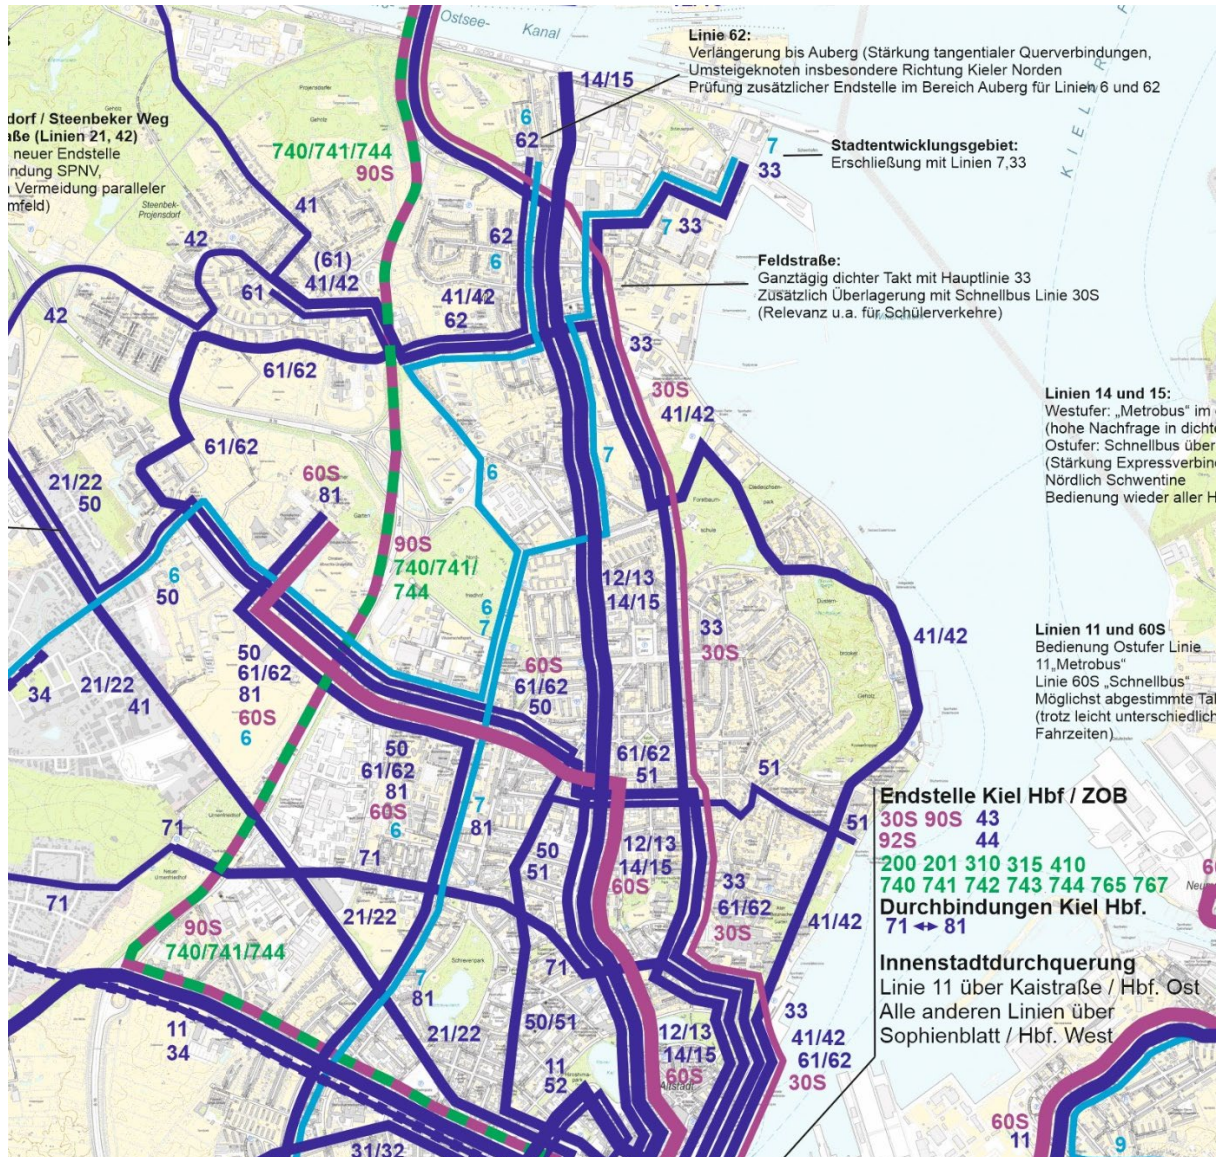 Ostsee-
Kanal
Linie 62:
Verlängerung bis Auberg (Stärkung tangentialer Querverbindungen,
Umsteigeknoten insbesondere Richtung Kieler Norden
Prüfung zusätzlicher Endstelle im Bereich Auberg für Linien 6 und 62
14/15
6
62
dorf / Steenbeker Weg
aße (Linien 21, 42)
neuer Endstelle
ndung SPNV,
Vermeidung paralleler
mfeld)
740/741/744
90S
7
33
Stadtentwicklungsgebiet:
Erschließung mit Linien 7,33
KIELER
Steenbek-
Projensdorf
41
42
(61)
41/42
61
62
6
7 33
Feldstraße:
Ganztägig dichter Takt mit Hauptlinie 33
Zusätzlich Überlagerung mit Schnellbus Linie 30S
(Relevanz u.a. für Schülerverkehre)
42
41/42
62
33
61/62
30S
41/42
Linien 14 und 15:
Westufer: „Metrobus“ im
(hohe Nachfrage in dichte
Ostufer: Schnellbus über
(Stärkung Expressverbin
Nördlich Schwentine
Bedienung wieder aller H
61/62
7
6
21/22
50
60S
81
90S
740/741/
744
6
50
12/13
14/15
6
7
33
30S
41/42
Linien 11 und 60S
Bedienung Ostufer Linie
11„Metrobus“
Linie 60S „Schnellbus“
Möglichst abgestimmte Tak
(trotz leicht unterschiedlich
Fahrzeiten)
50
61/62
81
60S
6
60S
61/62
50
34
21/22
41
50
61/62
81
60S
6
61/62
51
51
7
81
51
Endstelle Kiel Hbf / ZOB
30S 90S 43
92S 44
200 201 310 315 410
740 741 742 743 744 765 767
Durchbindungen Kiel Hbf.
71 ↔ 81
71
71
50
51
12/13
14/15
60S
71
33
61/62
30S
21/22
41/42
90S
740/741/744
71
7
81
Innenstadtdurchquerung
Linie 11 über Kaistraße / Hbf. Ost
Alle anderen Linien über
Sophienblatt / Hbf. West
33
11
34
21/22
50/51
12/13
14/15
60S
41/42
61/62
30S
11
52
Altstadt
60S
11
9
31/32